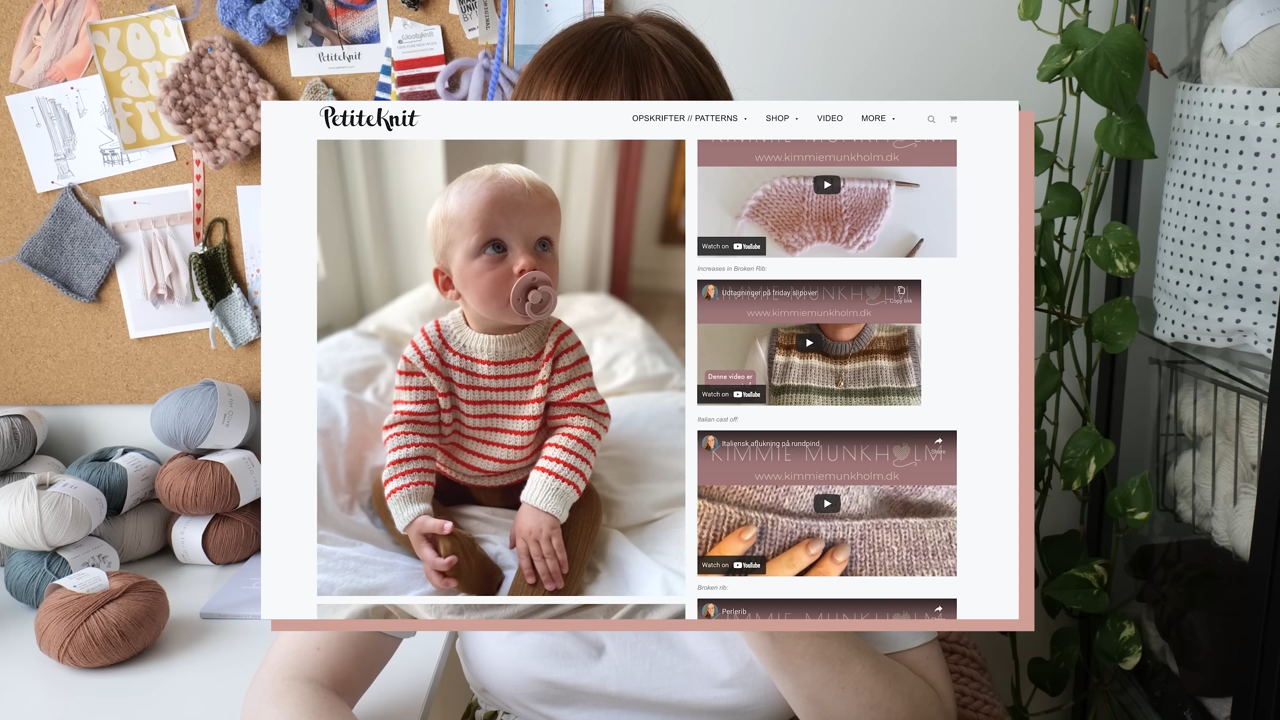 YOU
are
PetiteKnit
PetiteKnit
OPSKRIFTER // PATTERNS
SHOP
VIDEO
MORE
www.kimmiemunkholm.dk
Watch on YouTube
Increases in Broken Rib:
Udtagninger på friday slipover
Copy link
www.kimmiemunkholm.dk
Denne video er
Watch on YouTube
Italian cast off:
Italiensk aflukning på rundpind
Share
KIMMIE MUNKHOLM
www.kimmiemunkholm.dk
Watch on YouTube
Broken rib:
Perlerib